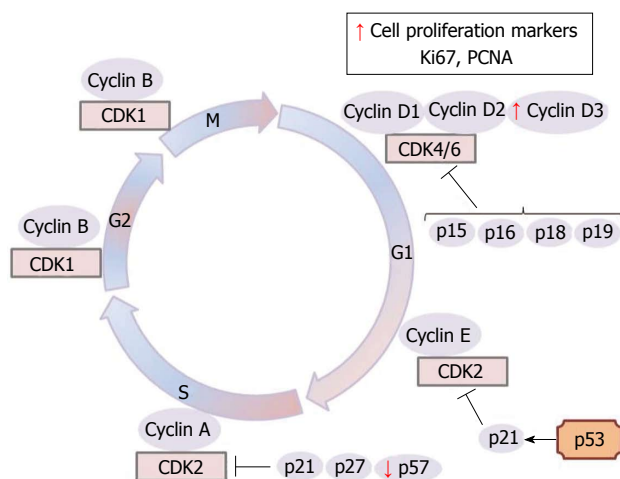 ↑ Cell proliferation markers
Ki67, PCNA
Cyclin B
CDK1
M
Cyclin D1 Cyclin D2 ↑ Cyclin D3
CDK4/6
G2
Cyclin B
CDK1
p15 p16 p18 p19
G1
Cyclin E
CDK2
S
Cyclin A
CDK2
p21 p27 ↓ p57
p21
p53